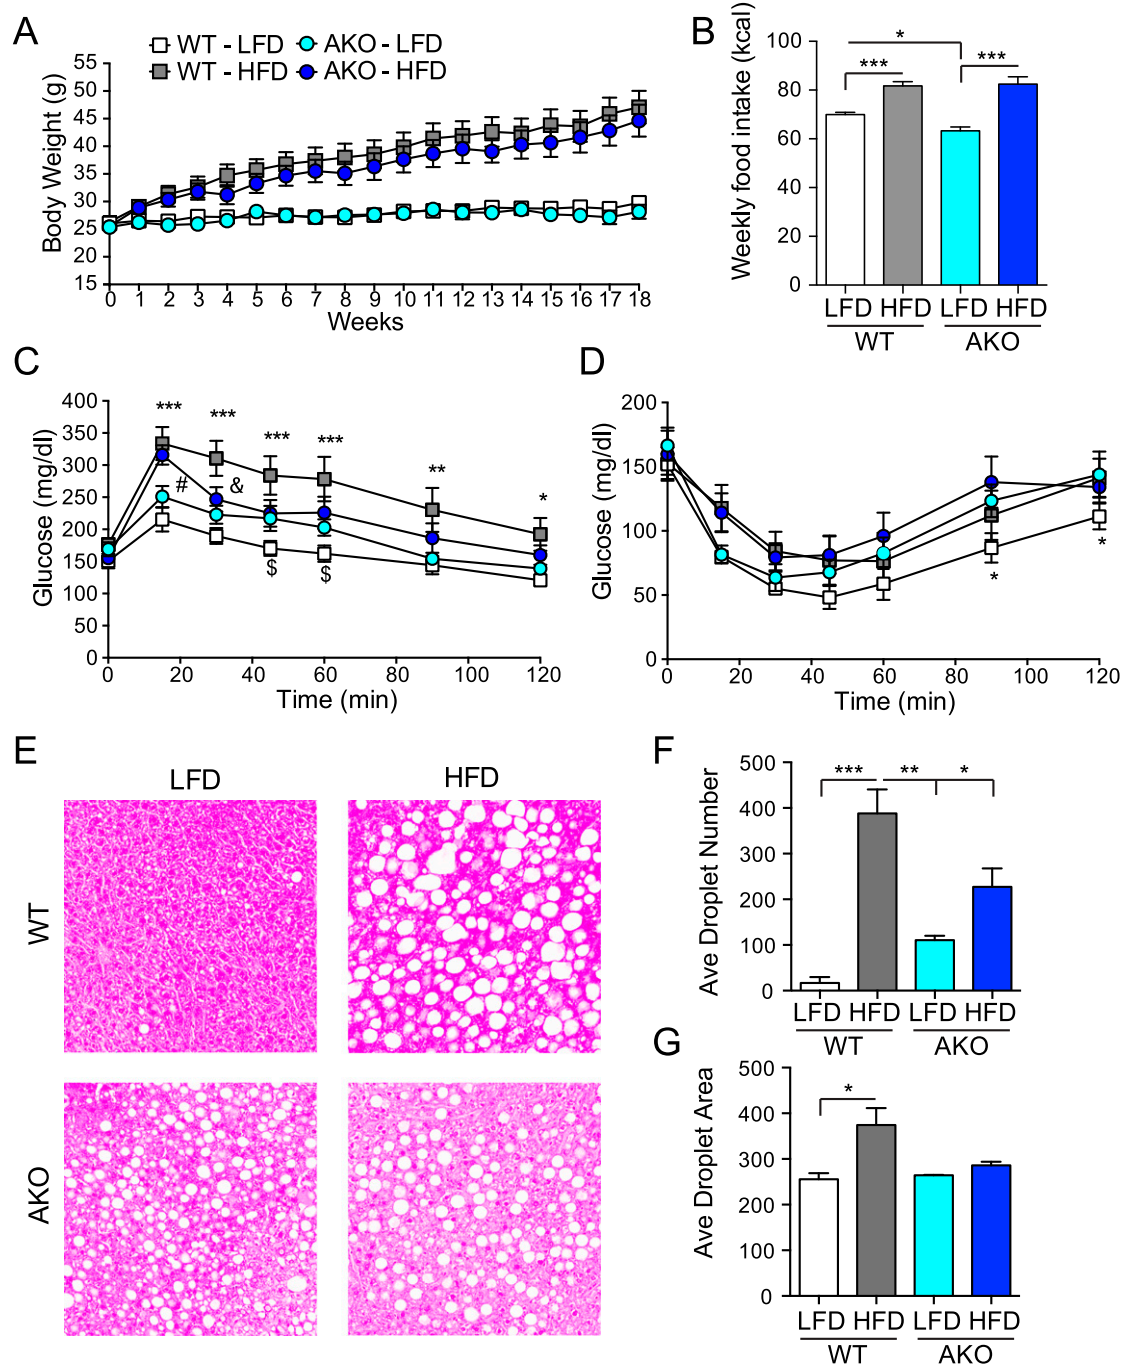 A
WT - LFD AKO - LFD
WT - HFD AKO - HFD
Body Weight (g)
55
50
45
40
35
30
25
20
15
0 1 2 3 4 5 6 7 8 9 10 11 12 13 14 15 16 17 18
Weeks
B
Weekly food intake (kcal)
100
80
60
40
20
0
*
*** ***
LFD HFD LFD HFD
WT AKO
C
Glucose (mg/dl)
400
350
300
250
200
150
100
50
0
*** *** *** *** ** *
# &
$ $
0 20 40 60 80 100 120
Time (min)
D
Glucose (mg/dl)
200
150
100
50
0
* *
0 20 40 60 80 100 120
Time (min)
E
LFD HFD
WT
AKO
F
Ave Droplet Number
500
400
300
200
100
0
*** ** *
LFD HFD LFD HFD
WT AKO
G
Ave Droplet Area
500
400
300
200
100
0
*
LFD HFD LFD HFD
WT AKO